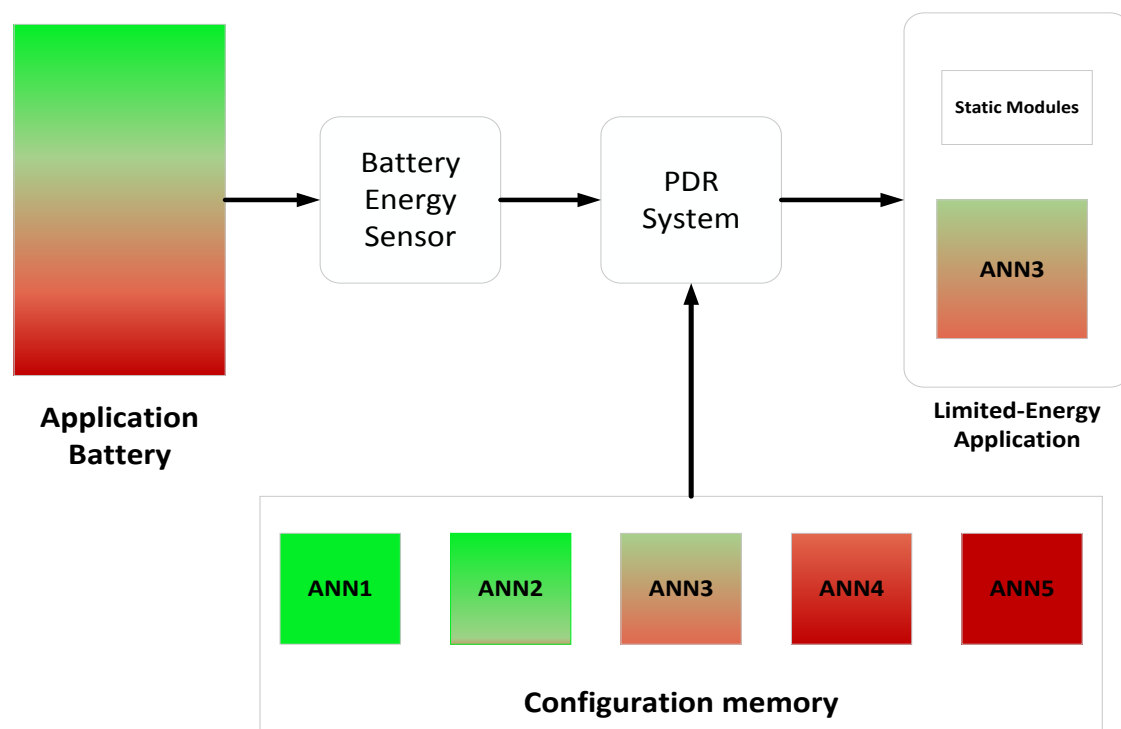 Application
Battery
Battery
Energy
Sensor
PDR
System
Static Modules
ANN3
Limited-Energy
Application
ANN1
ANN2
ANN3
ANN4
ANN5
Configuration memory